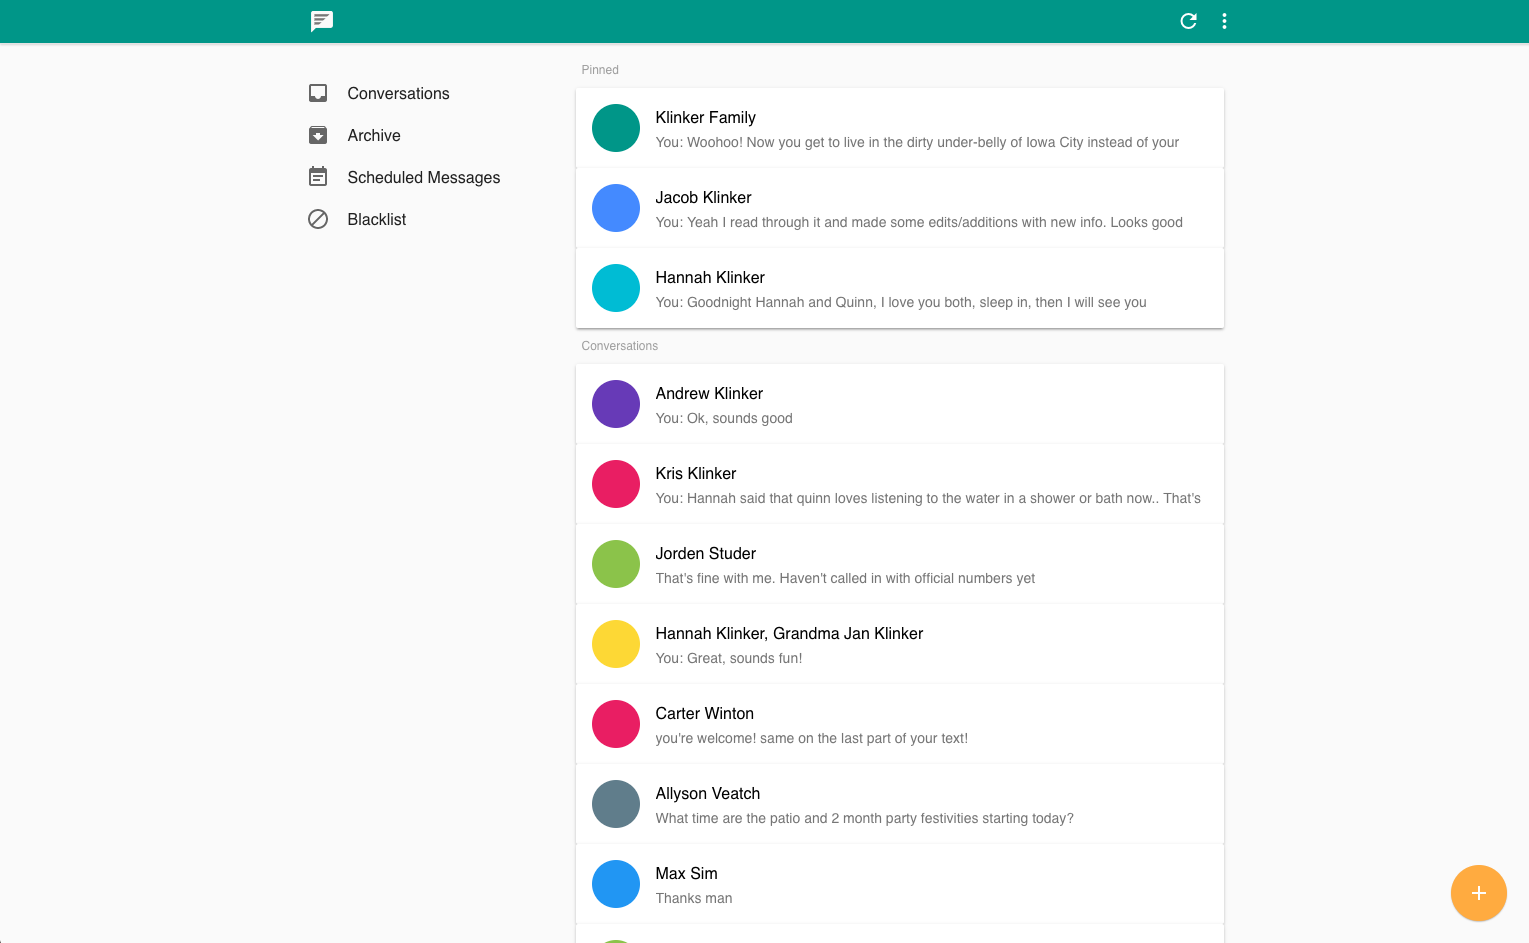 Conversations
Archive
Scheduled Messages
Blacklist
Pinned
Klinker Family
You: Woohoo! Now you get to live in the dirty under-belly of Iowa City instead of your
Jacob Klinker
You: Yeah I read through it and made some edits/additions with new info. Looks good
Hannah Klinker
You: Goodnight Hannah and Quinn, I love you both, sleep in, then I will see you
Conversations
Andrew Klinker
You: Ok, sounds good
Kris Klinker
You: Hannah said that quinn loves listening to the water in a shower or bath now.. That's
Jorden Studer
That's fine with me. Haven't called in with official numbers yet
Hannah Klinker, Grandma Jan Klinker
You: Great, sounds fun!
Carter Winton
you're welcome! same on the last part of your text!
Allyson Veatch
What time are the patio and 2 month party festivities starting today?
Max Sim
Thanks man